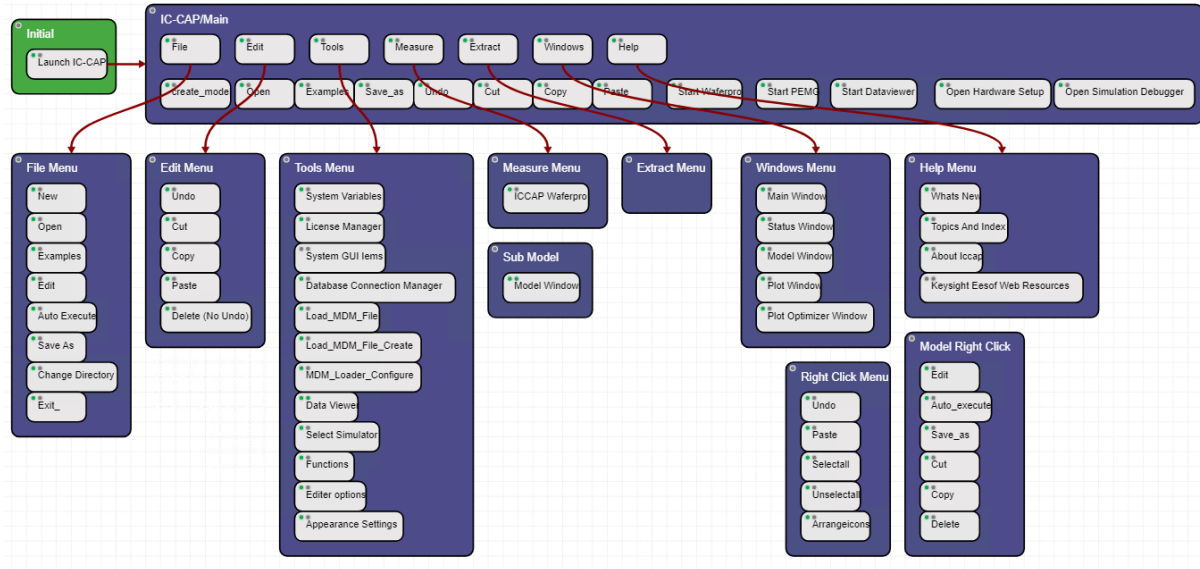 Initial
Launch IC-CAP
IC-CAP/Main
File
Edit
Tools
Measure
Extract
Windows
Help
create_mode
Open
Examples
Save_as
Undo
Cut
Copy
Paste
Start Waferpro
Start PEMG
Start Dataviewer
Open Hardware Setup
Open Simulation Debugger
File Menu
New
Open
Examples
Edit
Auto Execute
Save As
Change Directory
Exit_
Edit Menu
Undo
Cut
Copy
Paste
Delete (No Undo)
Tools Menu
System Variables
License Manager
System GUI Iems
Database Connection Manager
Load_MDM_File
Load_MDM_File_Create
MDM_Loader_Configure
Data Viewer
Select Simulator
Functions
Editer options
Appearance Settings
Measure Menu
ICCAP Waferpro
Sub Model
Model Window
Extract Menu
Windows Menu
Main Window
Status Window
Model Window
Plot Window
Plot Optimizer Window
Right Click Menu
Undo
Paste
Selectall
Unselectall
Arrangeicons
Help Menu
Whats New
Topics And Index
About Iccap
Keysight Eesof Web Resources
Model Right Click
Edit
Auto_execute
Save_as
Cut
Copy
Delete